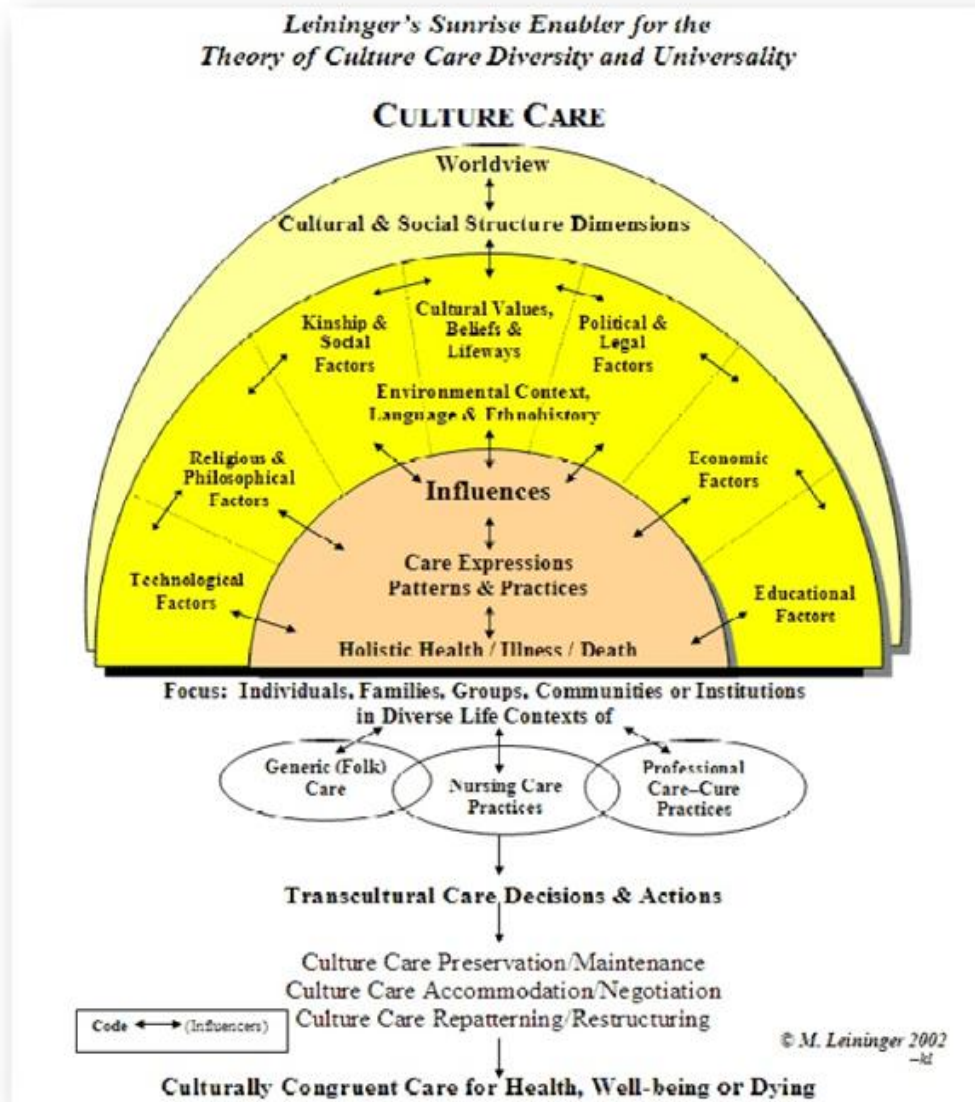 Leininger's Sunrise Enabler for the
Theory of Culture Care Diversity and Universality
CULTURE CARE
Worldview
Cultural & Social Structure Dimensions
Kinship &
Social
Factors
Cultural Values,
Beliefs &
Lifeways
Political &
Legal
Factors
Environmental Context,
Language & Ethnohistory
Religious &
Philosophical
Factors
Economic
Factors
Technological
Factors
Educational
Factors
Influences
Care Expressions
Patterns & Practices
Holistic Health / Illness / Death
Focus: Individuals, Families, Groups, Communities or Institutions
in Diverse Life Contexts of
Generic (Folk)
Care
Nursing Care
Practices
Professional
Care–Cure
Practices
Transcultural Care Decisions & Actions
Culture Care Preservation/Maintenance
Culture Care Accommodation/Negotiation
Culture Care Repatterning/Restructuring
Code (Influencers)
© M. Leininger 2002
–kl
Culturally Congruent Care for Health, Well-being or Dying